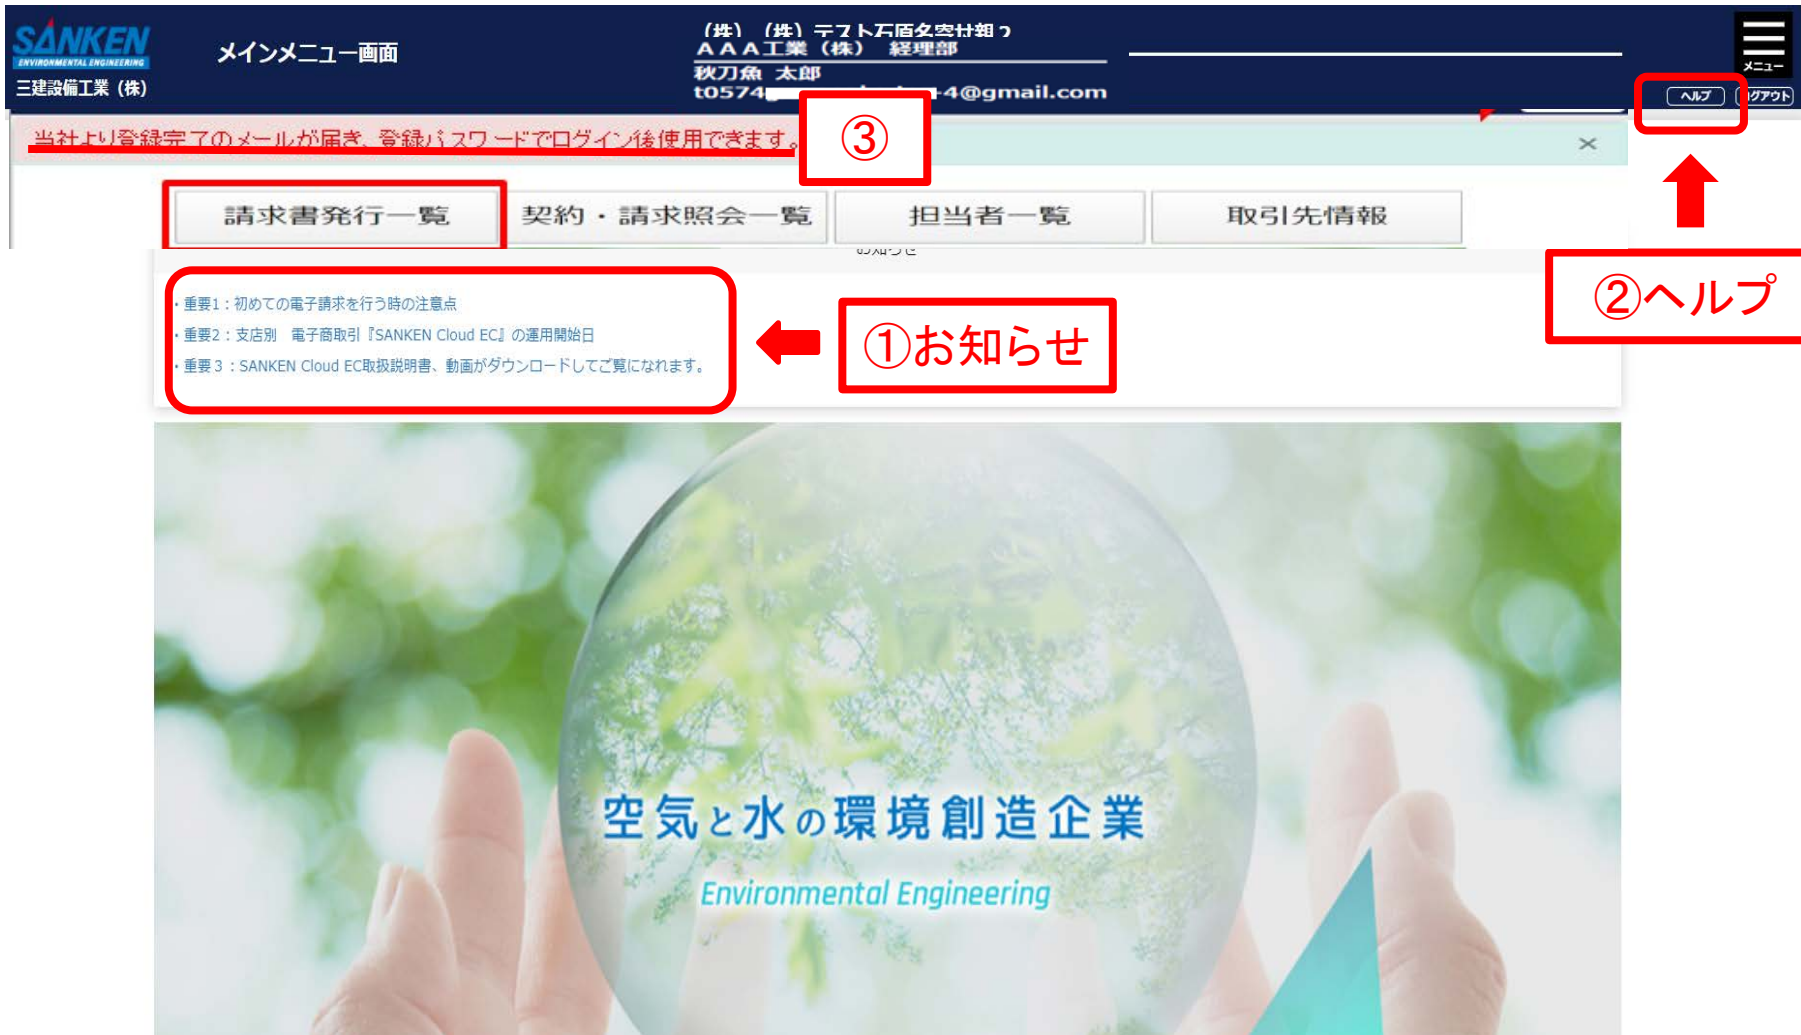 SANKEN
ENVIRONMENTAL ENGINEERING
三建設備工業（株）
メインメニュー画面
AAA工業（株） 経理部
秋刀魚 太郎
t0574
-4@gmail.com
メニュー
ヘルプ
ログアウト
当社より登録完了のメールが届き、登録パスワードでログイン後使用できます。
③
×
請求書発行一覧
契約・請求照会一覧
担当者一覧
取引先情報
お知らせ
②ヘルプ
・重要1：初めての電子請求を行う時の注意点
・重要2：支店別　電子商取引『SANKEN Cloud EC』の運用開始日
・重要３：SANKEN Cloud EC取扱説明書、動画がダウンロードしてご覧になれます。
①お知らせ
空気と水の環境創造企業
Environmental Engineering